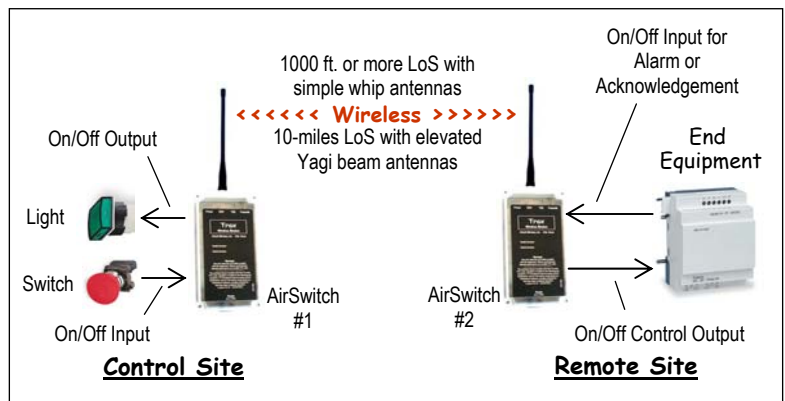 1000 ft. or more LoS with
simple whip antennas
< < < < < < Wireless > > > > > >
10-miles LoS with elevated
Yagi beam antennas
On/Off Input for
Alarm or
Acknowledgement
On/Off Output
End
Equipment
Light
Switch
AirSwitch
#1
AirSwitch
#2
On/Off Input
On/Off Control Output
Control Site
Remote Site